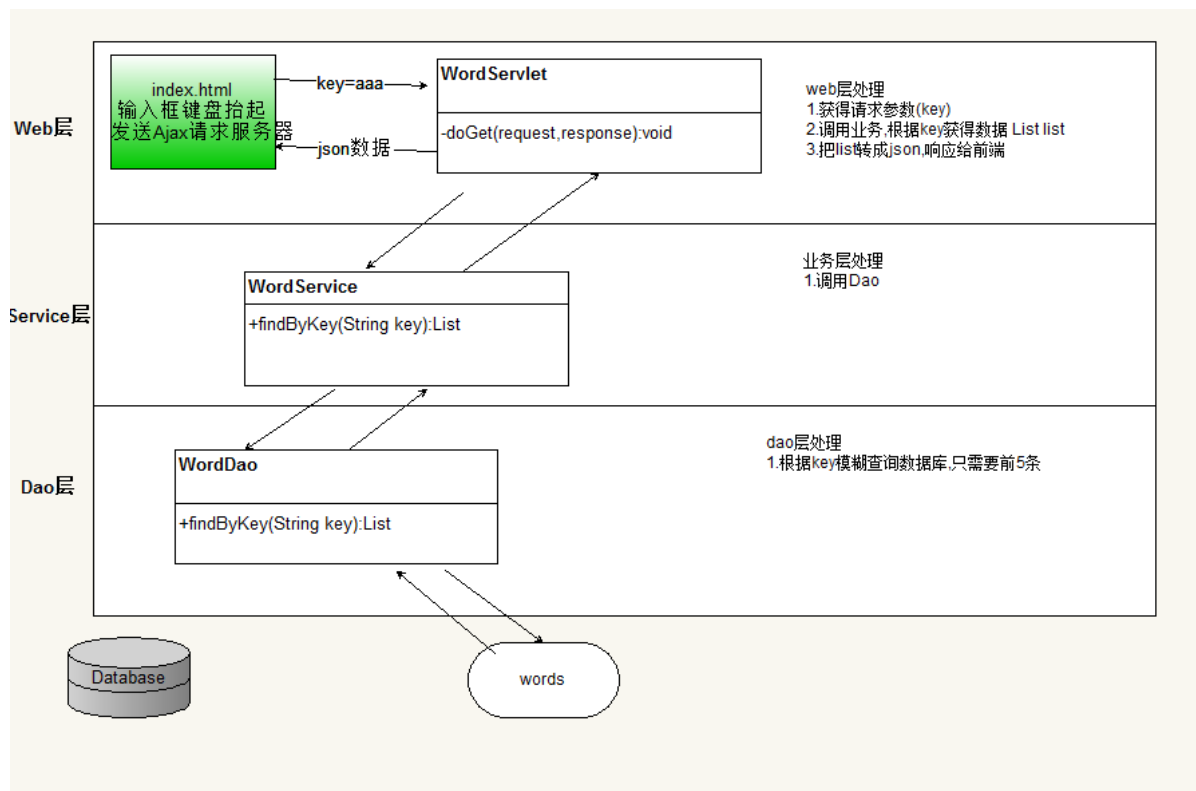 index.html
输入框键盘抬起
发送Ajax请求服务器
key=aaa
json数据
WordServlet
-doGet(request,response):void
web层处理
1.获得请求参数(key)
2.调用业务,根据key获得数据 List list
3.把list转成json,响应给前端
Web层
WordService
+findByKey(String key):List
业务层处理
1.调用Dao
Service层
WordDao
+findByKey(String key):List
dao层处理
1.根据key模糊查询数据库,只需要前5条
Dao层
Database
words